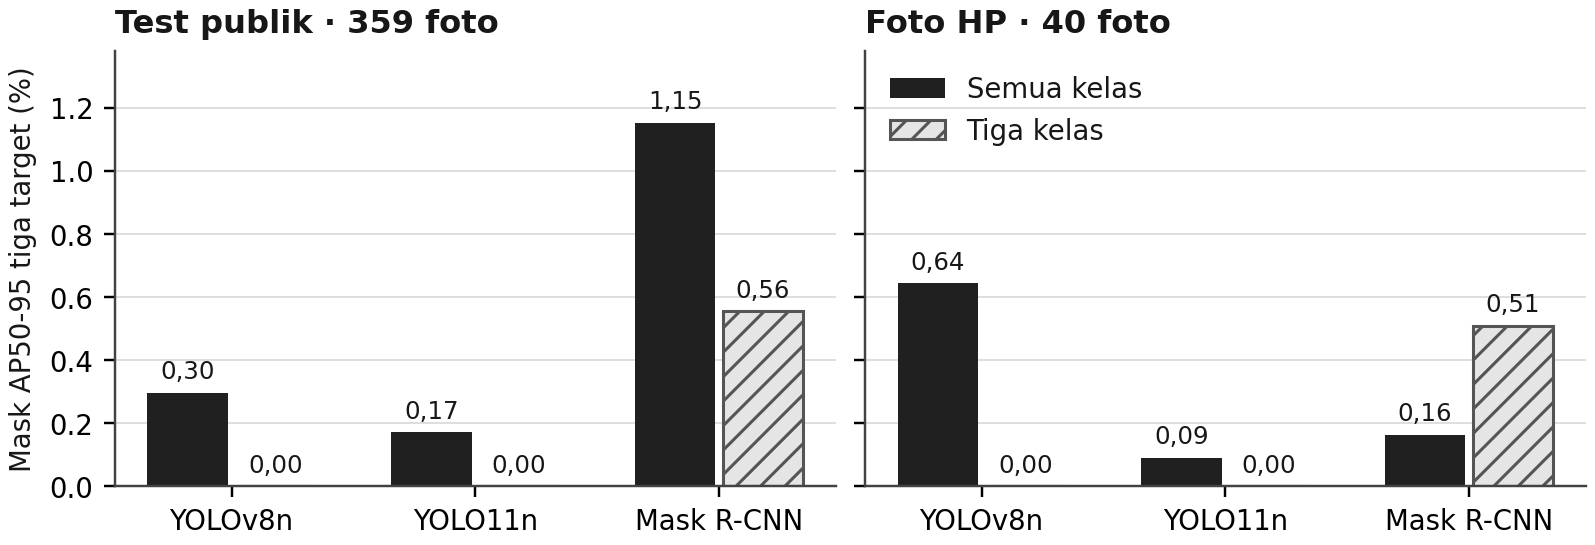 Test publik · 359 foto
Mask AP50-95 tiga target (%)
1.2
1.0
0.8
0.6
0.4
0.2
0.0
0,30
0,00
0,17
0,00
1,15
0,56
YOLOv8n
YOLO11n
Mask R-CNN
Foto HP · 40 foto
Semua kelas
Tiga kelas
0,64
0,00
0,09
0,00
0,16
0,51
YOLOv8n
YOLO11n
Mask R-CNN